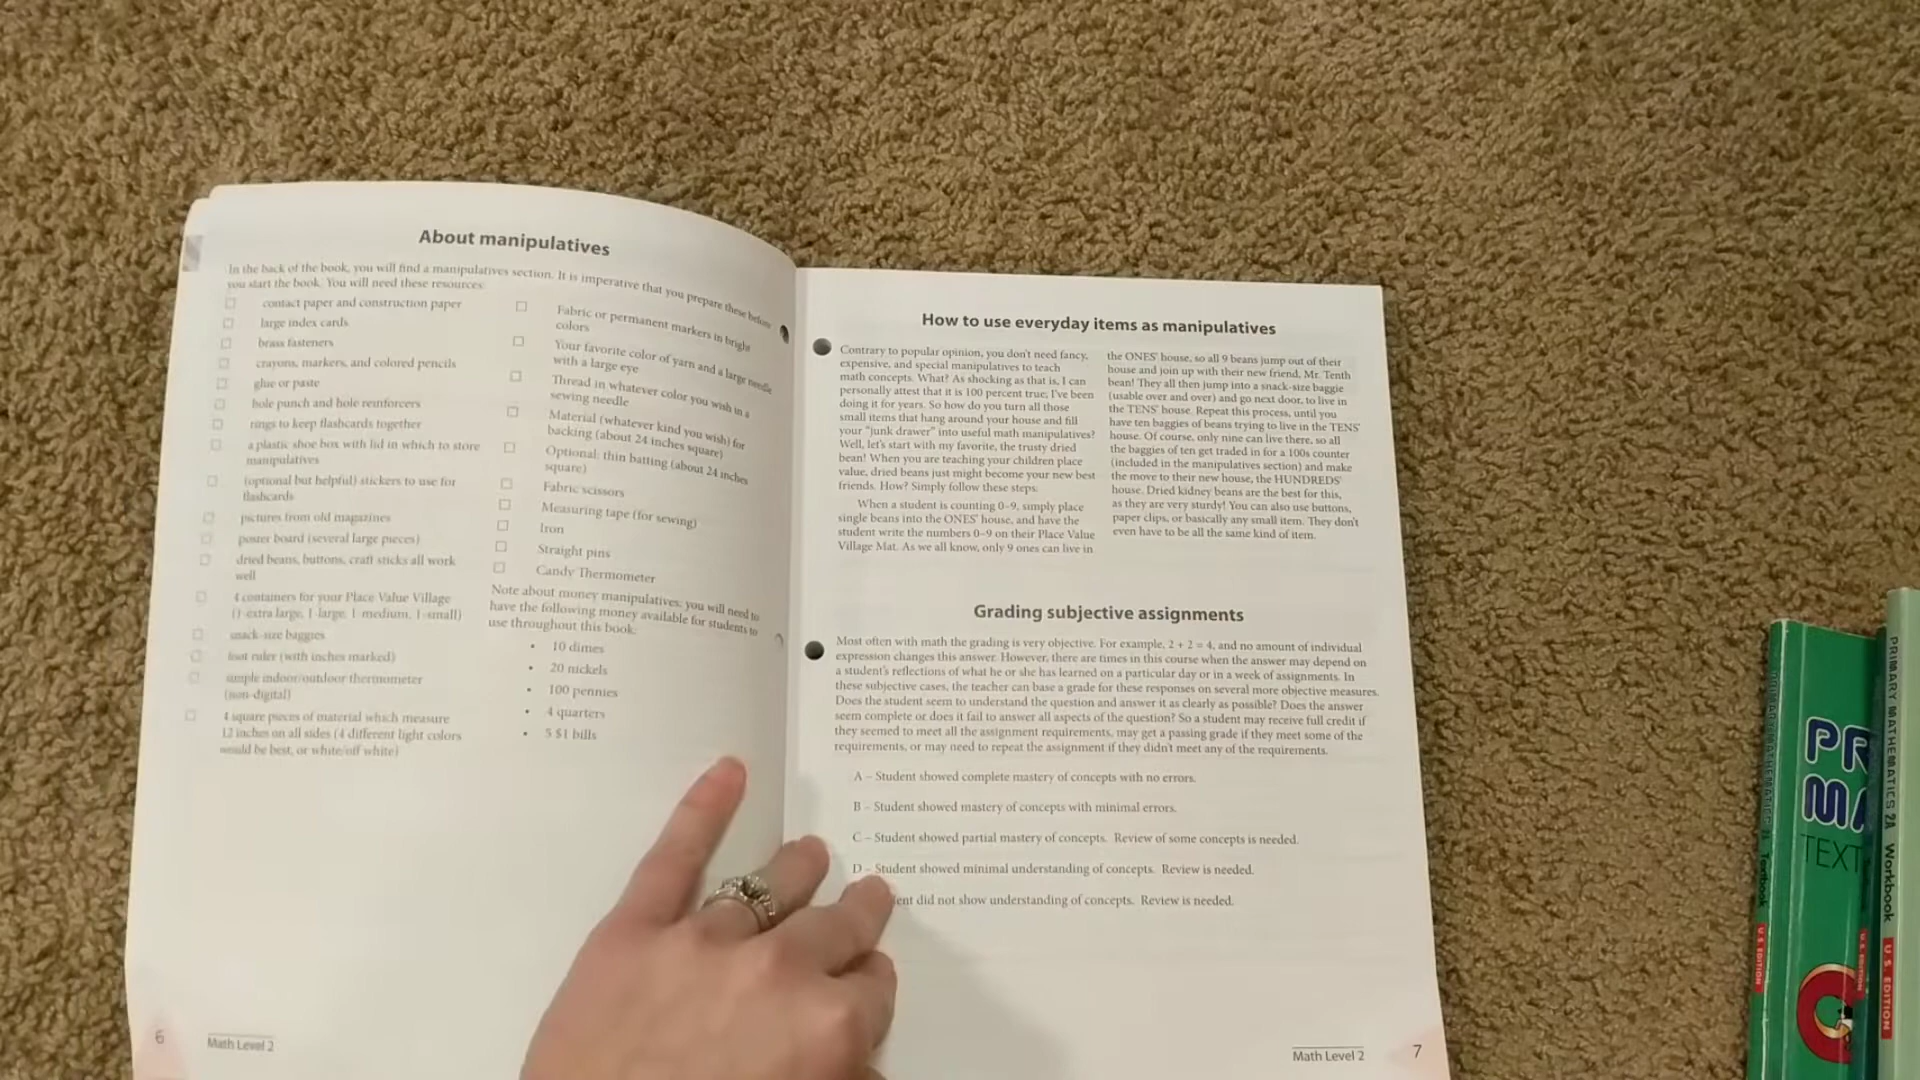 About manipulatives
In the back of the book, you will find a manipulatives section. It is imperative that you prepare these before
you start the book. You will need these resources:
contact paper and construction paper
large index cards
brass fasteners
crayons, markers, and colored pencils
glue or paste
hole punch and hole reinforcers
rings to keep flashcards together
a plastic shoe box with lid in which to store
manipulatives
(optional but helpful) stickers to use for
flashcards
pictures from old magazines
poster board (several large pieces)
dried beans, buttons, craft sticks all work
well
4 containers for your Place Value Village
(1-extra large, 1-large, 1-medium, 1-small)
snack-size baggies
foot ruler (with inches marked)
simple indoor/outdoor thermometer
(non-digital)
4 square pieces of material which measure
12 inches on all sides (4 different light colors
would be best, or white/off white)
Fabric or permanent markers in bright
colors
Your favorite color of yarn and a large needle
with a large eye
Thread in whatever color you wish in a
sewing needle
Material (whatever kind you wish) for
backing (about 24 inches square)
Optional: thin batting (about 24 inches
square)
Fabric scissors
Measuring tape (for sewing)
Iron
Straight pins
Candy Thermometer
Note about money manipulatives: you will need to
have the following money available for students to
use throughout this book:
• 10 dimes
• 20 nickels
• 100 pennies
• 4 quarters
• 5 $1 bills
6
Math Level 2
How to use everyday items as manipulatives
Contrary to popular opinion, you don't need fancy,
expensive, and special manipulatives to teach
math concepts. What? As shocking as that is, I can
personally attest that it is 100 percent true; I've been
doing it for years. So how do you turn all those
small items that hang around your house and fill
your "junk drawer" into useful math manipulatives?
Well, let's start with my favorite, the trusty dried
bean! When you are teaching your children place
value, dried beans just might become your new best
friends. How? Simply follow these steps:
When a student is counting 0–9, simply place
single beans into the ONES' house, and have the
student write the numbers 0–9 on their Place Value
Village Mat. As we all know, only 9 ones can live in
the ONES' house, so all 9 beans jump out of their
house and join up with their new friend, Mr. Tenth
bean! They all then jump into a snack-size baggie
(usable over and over) and go next door, to live in
the TENS' house. Repeat this process, until you
have ten baggies of beans trying to live in the TENS'
house. Of course, only nine can live there, so all
the baggies of ten get traded in for a 100s counter
(included in the manipulatives section) and make
the move to their new house, the HUNDREDS'
house. Dried kidney beans are the best for this,
as they are very sturdy! You can also use buttons,
paper clips, or basically any small item. They don't
even have to be all the same kind of item.
Grading subjective assignments
Most often with math the grading is very objective. For example, 2 + 2 = 4, and no amount of individual
expression changes this answer. However, there are times in this course when the answer may depend on
a student's reflections of what he or she has learned on a particular day or in a week of assignments. In
these subjective cases, the teacher can base a grade for these responses on several more objective measures.
Does the student seem to understand the question and answer it as clearly as possible? Does the answer
seem complete or does it fail to answer all aspects of the question? So a student may receive full credit if
they seemed to meet all the assignment requirements, may get a passing grade if they meet some of the
requirements, or may need to repeat the assignment if they didn't meet any of the requirements.
A – Student showed complete mastery of concepts with no errors.
B – Student showed mastery of concepts with minimal errors.
C – Student showed partial mastery of concepts. Review of some concepts is needed.
D – Student showed minimal understanding of concepts. Review is needed.
ent did not show understanding of concepts. Review is needed.
Math Level 2
7
Textbook
U.S. EDITION
PR
MA
TEXT
PRIMARY MATHEMATICS 2A Workbook
U.S. EDITION